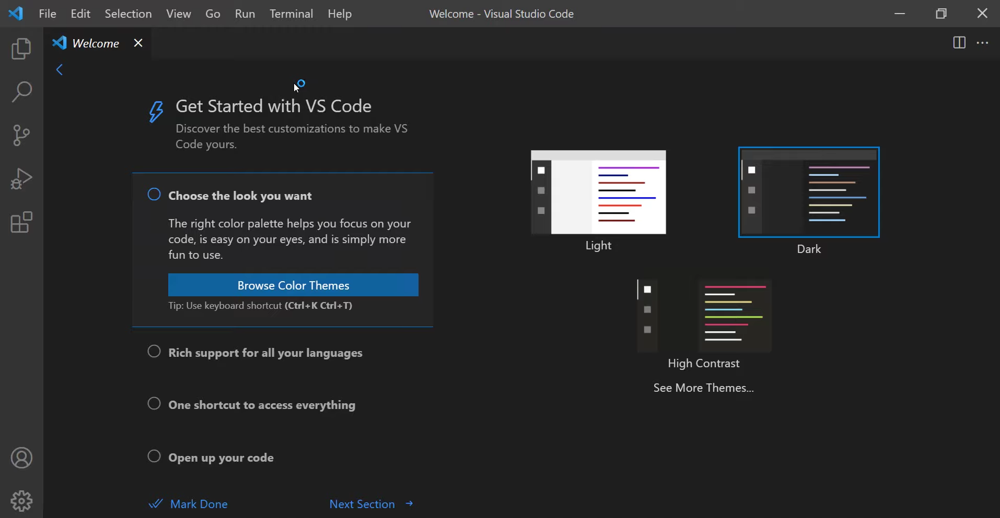 File Edit Selection View Go Run Terminal Help
Welcome - Visual Studio Code
Welcome
Get Started with VS Code
Discover the best customizations to make VS
Code yours.
Choose the look you want
The right color palette helps you focus on your
code, is easy on your eyes, and is simply more
fun to use.
Browse Color Themes
Tip: Use keyboard shortcut (Ctrl+K Ctrl+T)
Rich support for all your languages
One shortcut to access everything
Open up your code
Mark Done
Next Section
Light
Dark
High Contrast
See More Themes...